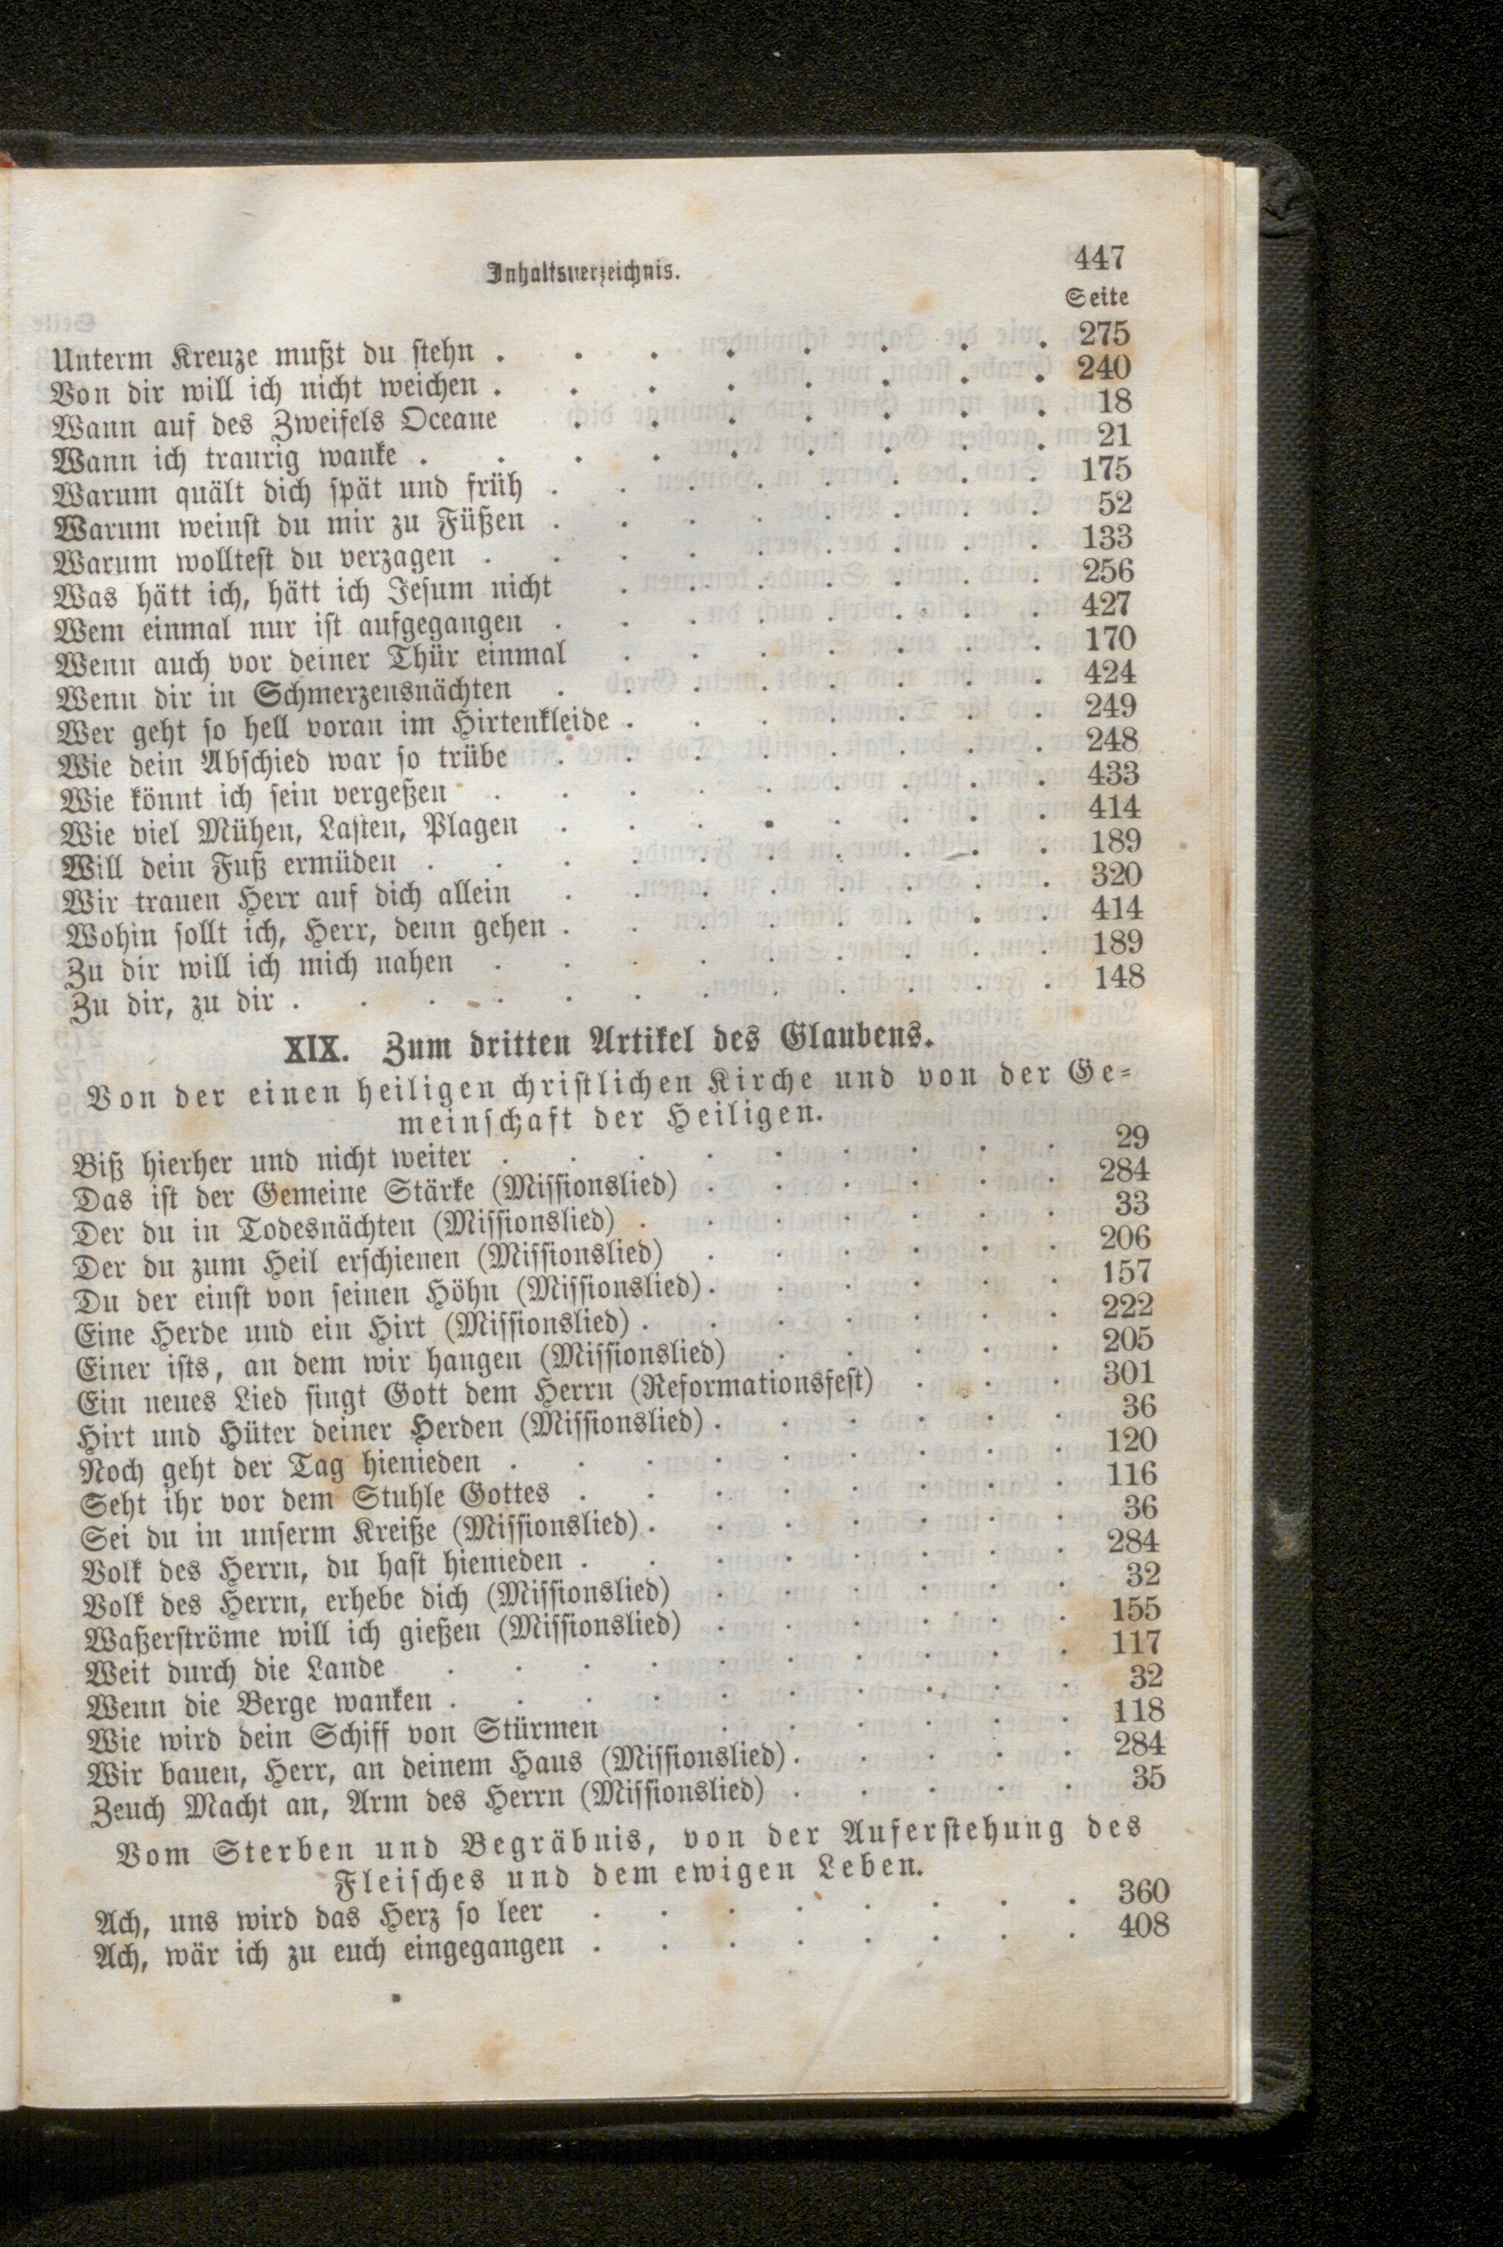 Inhaltsverzeichnis. 447
Seite
Unterm Kreuze mußt du stehn . . . . . . . . 275
Von dir will ich nicht weichen . . . . . . . . 240
Wann auf des Zweifels Oceane . . . . . . . 18
Wann ich traurig wanke . . . . . . . . . 21
Warum quält dich spät und früh . . . . . . . . 175
Warum weinst du mir zu Füßen . . . . . . . . 52
Warum wolltest du verzagen . . . . . . . . . 133
Was hätt ich, hätt ich Jesum nicht . . . . . . . 256
Wem einmal nur ist aufgegangen . . . . . . . . 427
Wenn auch vor deiner Thür einmal . . . . . . . 170
Wenn dir in Schmerzensnächten . . . . . . . . 424
Wer geht so hell voran im Hirtenkleide . . . . . . . 249
Wie dein Abschied war so trübe . . . . . . . . 248
Wie könnt ich sein vergeßen . . . . . . . . . 433
Wie viel Mühen, Lasten, Plagen . . . . . . . . 414
Will dein Fuß ermüden . . . . . . . . . . 189
Wir trauen Herr auf dich allein . . . . . . . . 320
Wohin sollt ich, Herr, denn gehen . . . . . . . . 414
Zu dir will ich mich nahen . . . . . . . . . 189
Zu dir, zu dir . . . . . . . . . . . . 148
XIX. Zum dritten Artikel des Glaubens.
Von der einen heiligen christlichen Kirche und von der Ge-
meinschaft der Heiligen.
Biß hierher und nicht weiter . . . . . . . . . 29
Das ist der Gemeine Stärke (Missionslied) . . . . . . 284
Der du in Todesnächten (Missionslied) . . . . . . . 33
Der du zum Heil erschienen (Missionslied) . . . . . . 206
Du der einst von seinen Höhn (Missionslied) . . . . . . 157
Eine Herde und ein Hirt (Missionslied) . . . . . . . 222
Einer ists, an dem wir hangen (Missionslied) . . . . . 205
Ein neues Lied singt Gott dem Herrn (Reformationsfest) . . . 301
Hirt und Hüter deiner Herden (Missionslied) . . . . . . 36
Noch geht der Tag hienieden . . . . . . . . . 120
Seht ihr vor dem Stuhle Gottes . . . . . . . . 116
Sei du in unserm Kreiße (Missionslied) . . . . . . . 36
Volk des Herrn, du hast hienieden . . . . . . . . 284
Volk des Herrn, erhebe dich (Missionslied) . . . . . . 32
Waßerströme will ich gießen (Missionslied) . . . . . . 155
Weit durch die Lande . . . . . . . . . . 117
Wenn die Berge wanken . . . . . . . . . . 32
Wie wird dein Schiff von Stürmen . . . . . . 118
Wir bauen, Herr, an deinem Haus (Missionslied) . . . . . 284
Zeuch Macht an, Arm des Herrn (Missionslied) . . . . . 35
Vom Sterben und Begräbnis, von der Auferstehung des
Fleisches und dem ewigen Leben.
Ach, uns wird das Herz so leer . . . . . . . . 360
Ach, wär ich zu euch eingegangen . . . . . . . . 408